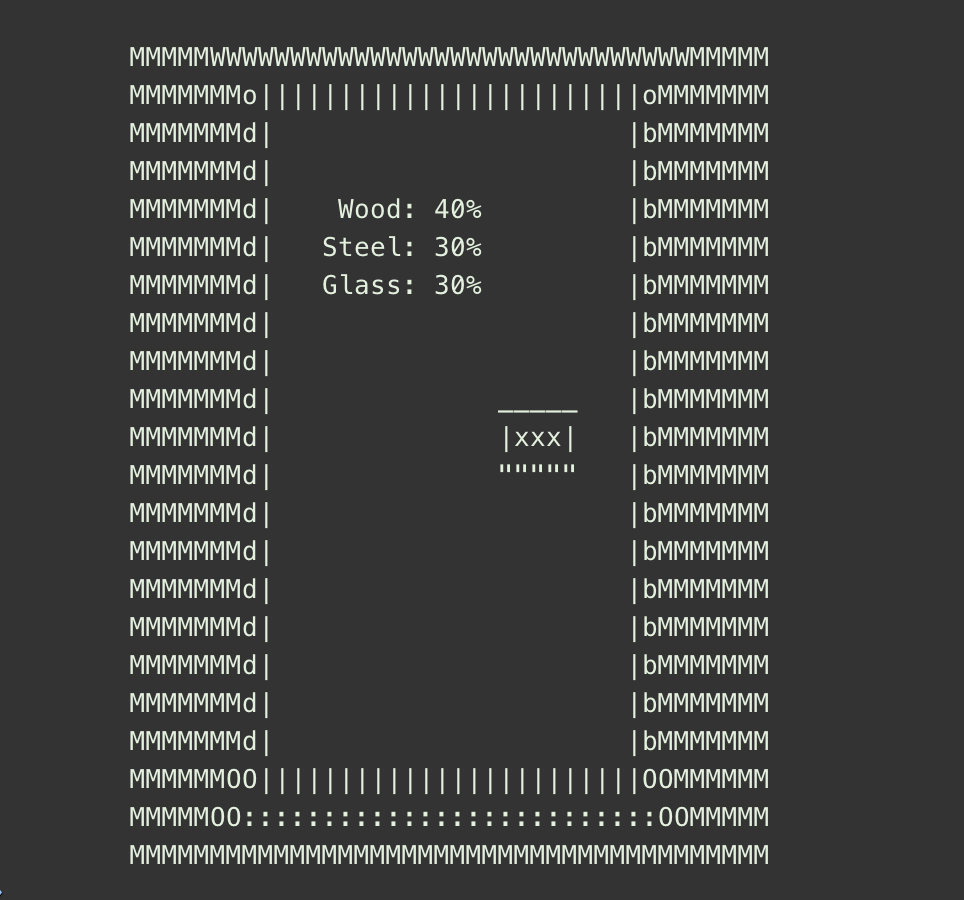 MMMMMWWWWWWWWWWWWWWWWWWWWWWWWWWWWWWMMMMM
MMMMMMMo||||||||||||||||||||||||oMMMMMMM
MMMMMMMd|                      |bMMMMMMM
MMMMMMMd|                      |bMMMMMMM
MMMMMMMd|    Wood: 40%         |bMMMMMMM
MMMMMMMd|   Steel: 30%         |bMMMMMMM
MMMMMMMd|   Glass: 30%         |bMMMMMMM
MMMMMMMd|                      |bMMMMMMM
MMMMMMMd|                      |bMMMMMMM
MMMMMMMd|              _____   |bMMMMMMM
MMMMMMMd|              |xxx|   |bMMMMMMM
MMMMMMMd|              """""   |bMMMMMMM
MMMMMMMd|                      |bMMMMMMM
MMMMMMMd|                      |bMMMMMMM
MMMMMMMd|                      |bMMMMMMM
MMMMMMMd|                      |bMMMMMMM
MMMMMMMd|                      |bMMMMMMM
MMMMMMMd|                      |bMMMMMMM
MMMMMMMd|                      |bMMMMMMM
MMMMMMOO||||||||||||||||||||||||OOMMMMMM
MMMMMOO::::::::::::::::::::::::::OOMMMMM
MMMMMMMMMMMMMMMMMMMMMMMMMMMMMMMMMMMMMMMM